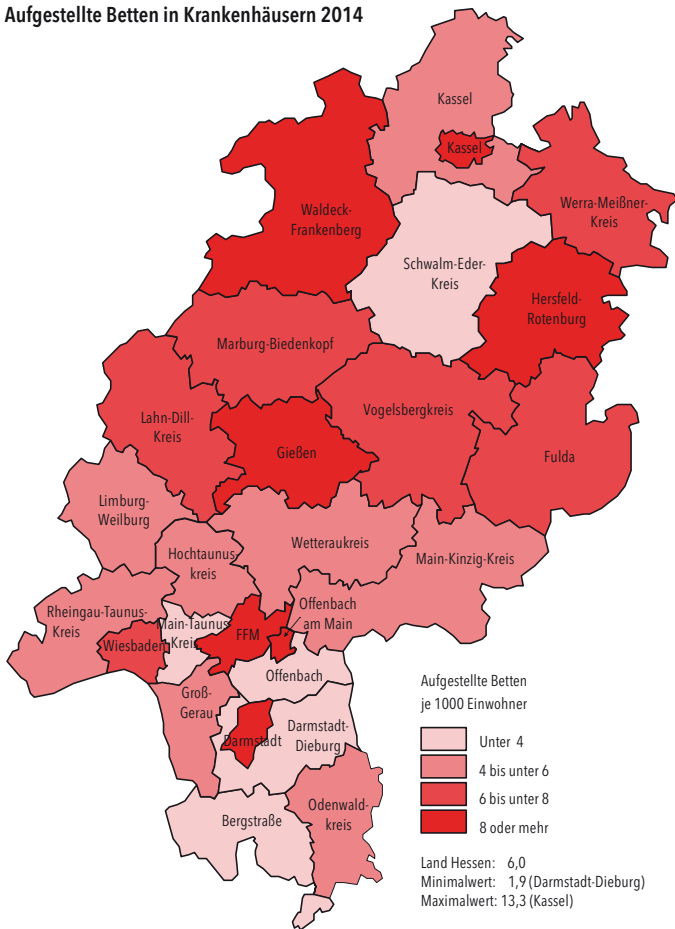 Aufgestellte Betten in Krankenhäusern 2014
Kassel
Kassel
Werra-Meißner-
Kreis
Waldeck-
Frankenberg
Schwalm-Eder-
Kreis
Hersfeld-
Rotenburg
Marburg-Biedenkopf
Lahn-Dill-
Kreis
Vogelsbergkreis
Gießen
Fulda
Limburg-
Weilburg
Hochtaunus-
kreis
Wetteraukreis
Main-Kinzig-Kreis
Rheingau-Taunus-
Kreis
Main-Taunus-
Kreis
Wiesbaden
FFM
Offenbach
am Main
Offenbach
Groß-
Gerau
Darmstadt
Darmstadt-
Dieburg
Bergstraße
Odenwald-
kreis
Aufgestellte Betten
je 1000 Einwohner
Unter 4
4 bis unter 6
6 bis unter 8
8 oder mehr
Land Hessen: 6,0
Minimalwert: 1,9 (Darmstadt-Dieburg)
Maximalwert: 13,3 (Kassel)